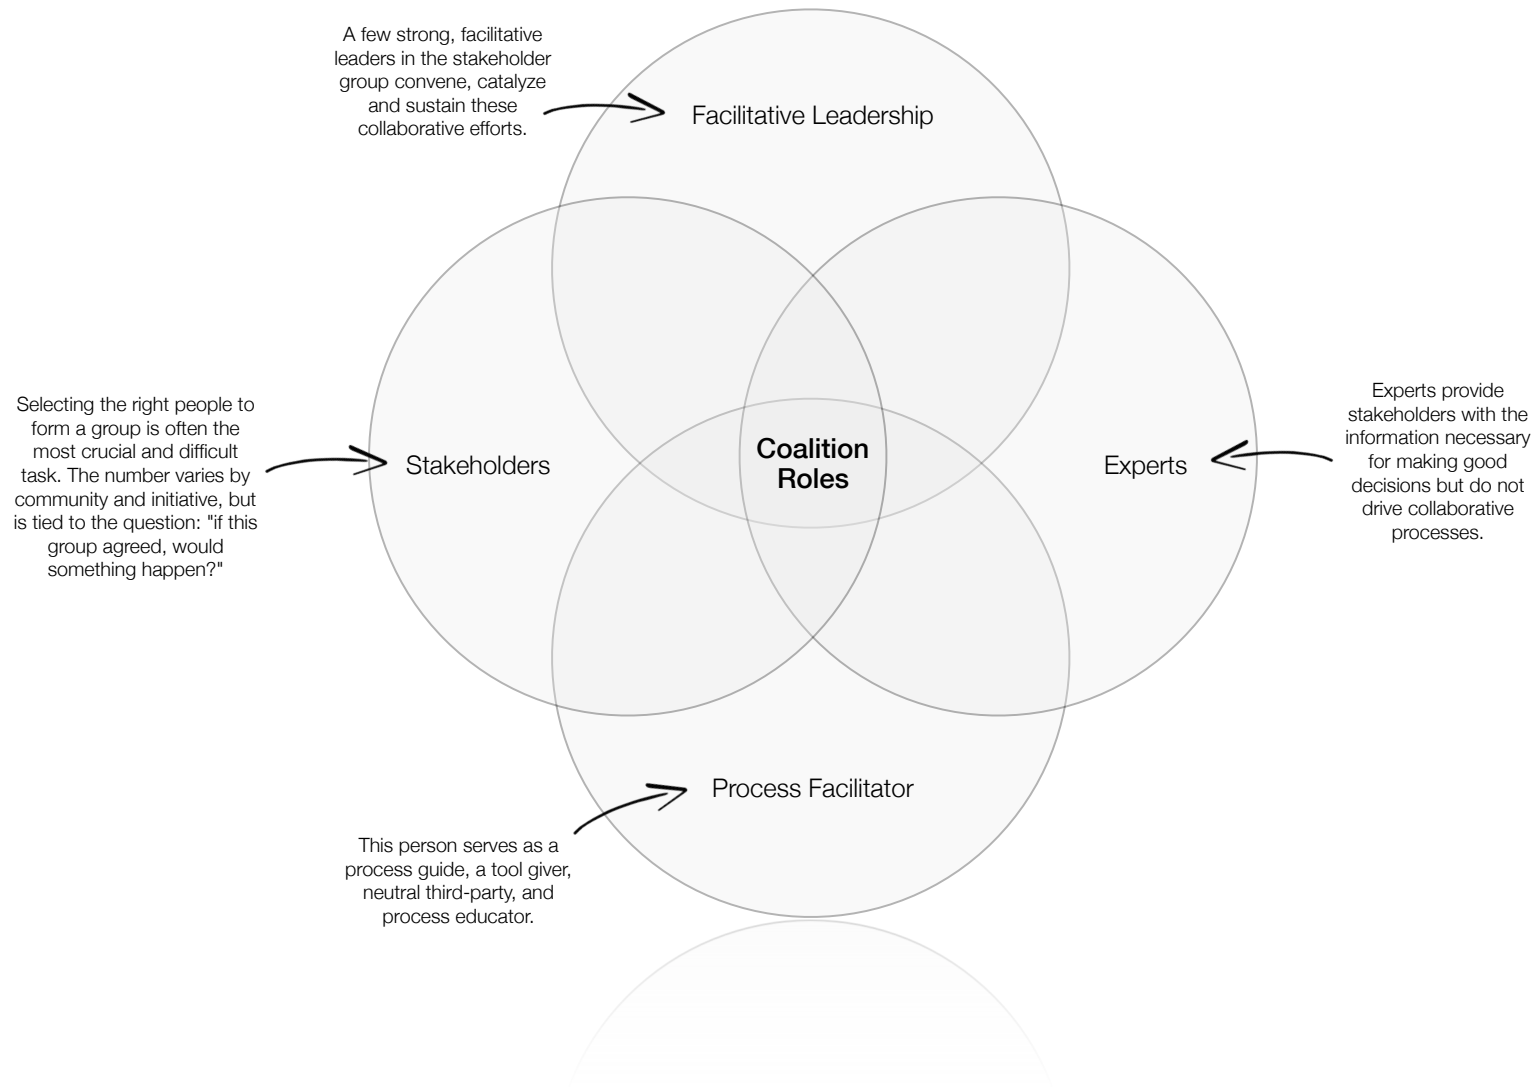 A few strong, facilitative
leaders in the stakeholder
group convene, catalyze
and sustain these
collaborative efforts.
Facilitative Leadership
Selecting the right people to
form a group is often the
most crucial and difficult
task. The number varies by
community and initiative, but
is tied to the question: "if this
group agreed, would
something happen?"
Stakeholders
Coalition
Roles
Experts
Experts provide
stakeholders with the
information necessary
for making good
decisions but do not
drive collaborative
processes.
Process Facilitator
This person serves as a
process guide, a tool giver,
neutral third-party, and
process educator.